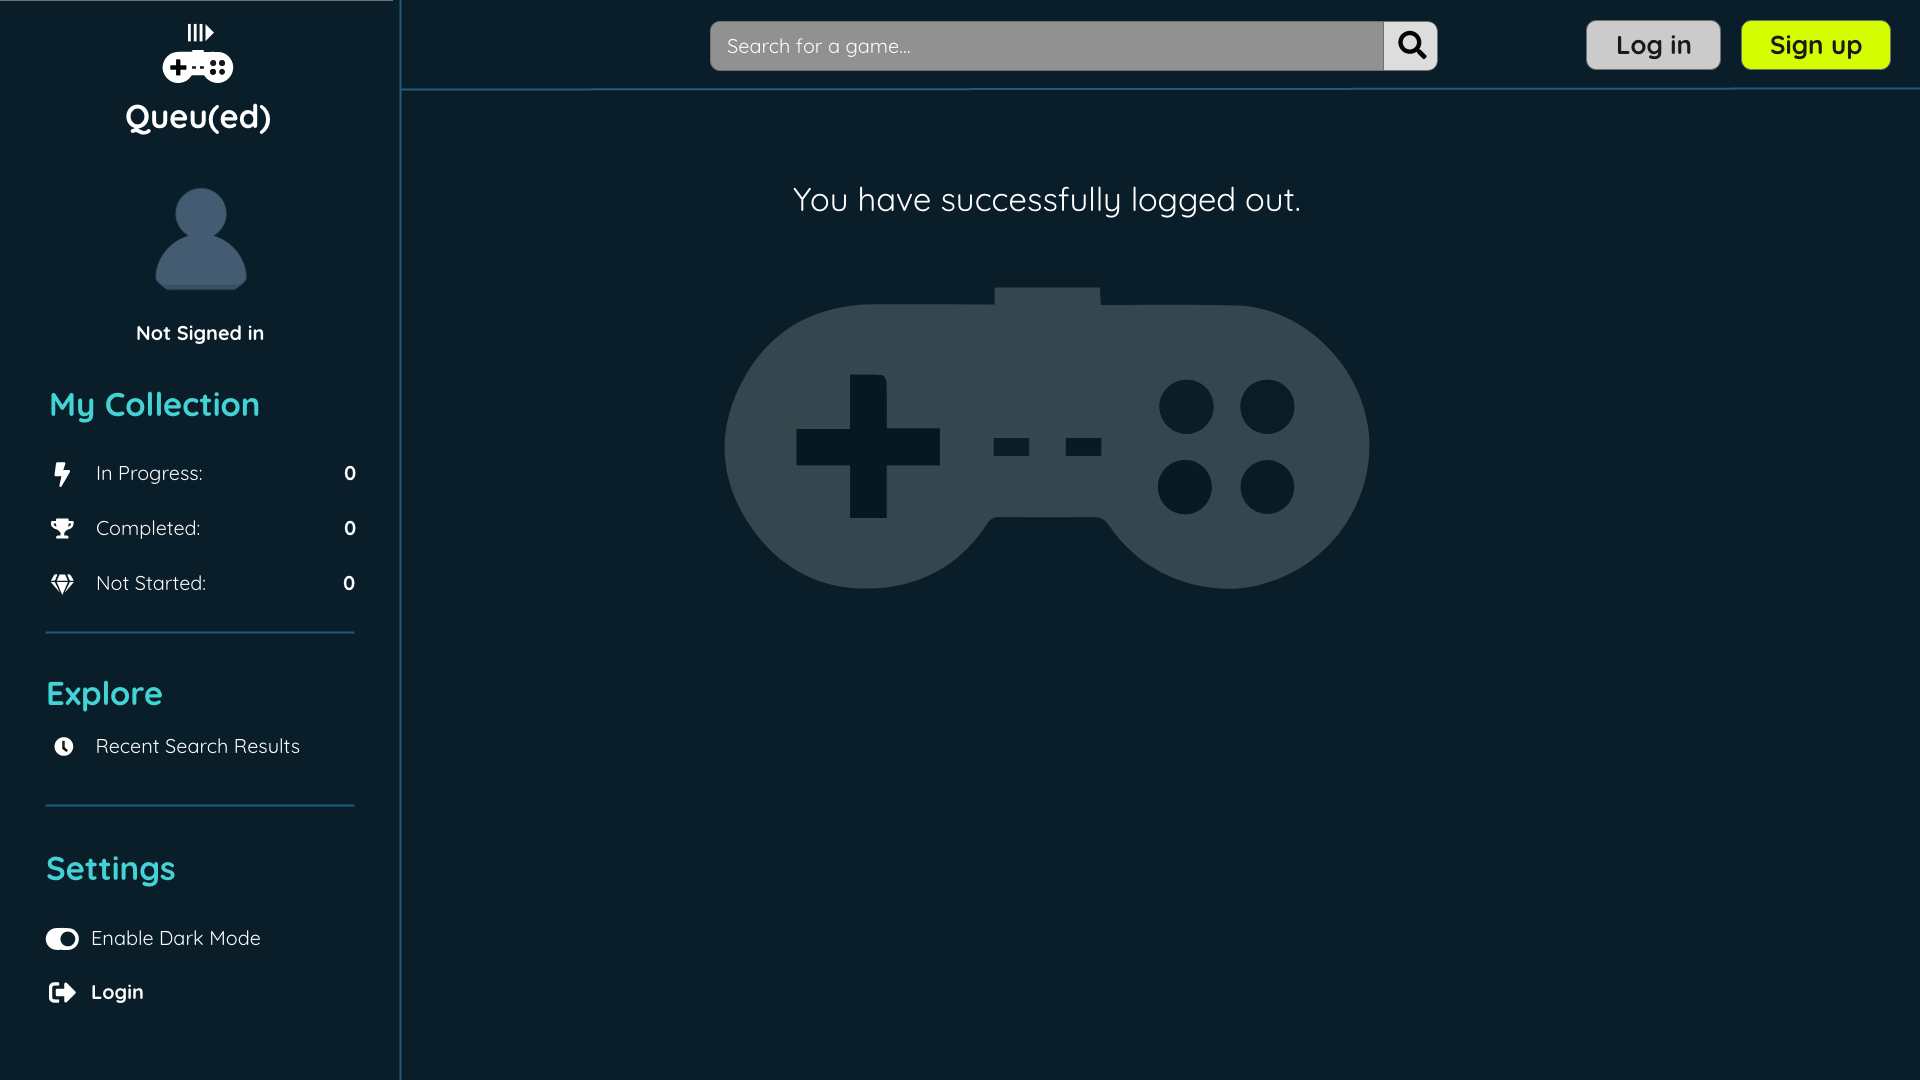 Queu(ed)
Search for a game...
Log in
Sign up
Not Signed in
My Collection
In Progress: 0
Completed: 0
Not Started: 0
Explore
Recent Search Results
Settings
Enable Dark Mode
Login
You have successfully logged out.